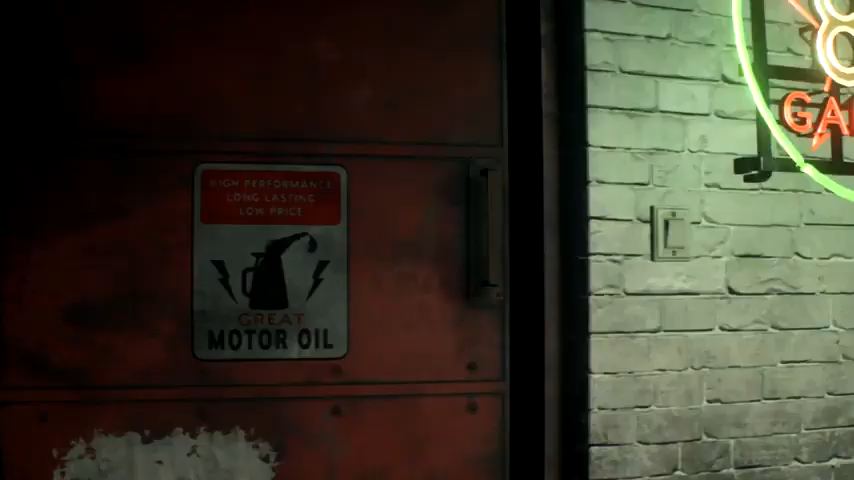 HIGH PERFORMANCE
LONG LASTING
LOW PRICE
GREAT
MOTOR OIL